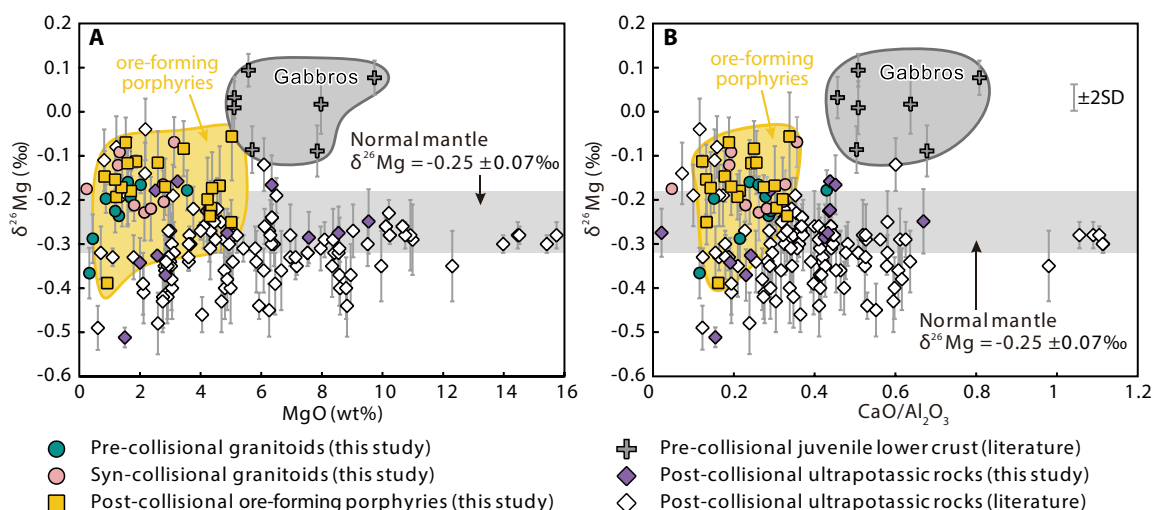 A
ore-forming
porphyries
Gabbros
Normal mantle
δ²⁶Mg = -0.25 ±0.07‰
0.2
0.1
0.0
-0.1
-0.2
-0.3
-0.4
-0.5
-0.6
δ²⁶Mg (‰)
0 2 4 6 8 10 12 14 16
MgO (wt%)
B
ore-forming
porphyries
Gabbros
±2SD
Normal mantle
δ²⁶Mg = -0.25 ±0.07‰
0.2
0.1
0.0
-0.1
-0.2
-0.3
-0.4
-0.5
-0.6
δ²⁶Mg (‰)
0 0.2 0.4 0.6 0.8 1 1.2
CaO/Al₂O₃
Pre-collisional granitoids (this study)
Syn-collisional granitoids (this study)
Post-collisional ore-forming porphyries (this study)
Pre-collisional juvenile lower crust (literature)
Post-collisional ultrapotassic rocks (this study)
Post-collisional ultrapotassic rocks (literature)